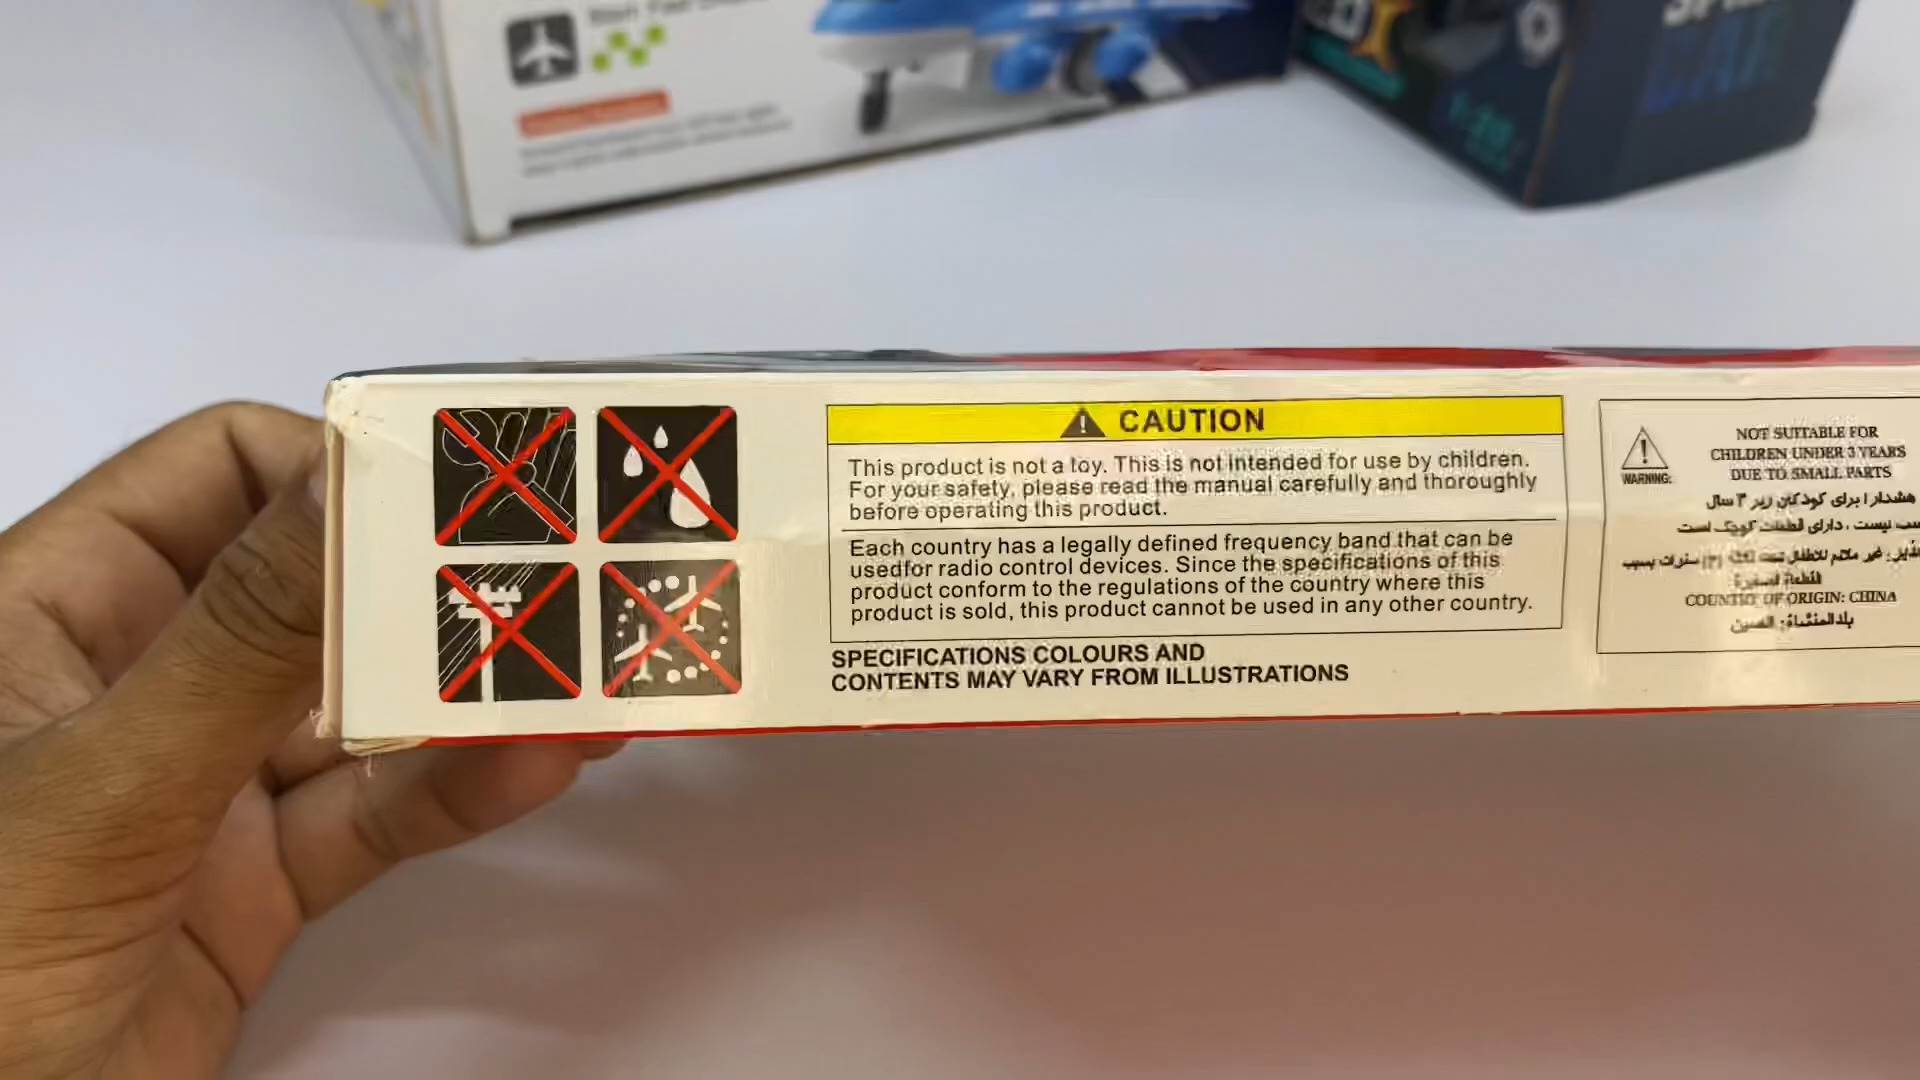 CAUTION
This product is not a toy. This is not intended for use by children.
For your safety, please read the manual carefully and thoroughly
before operating this product.
Each country has a legally defined frequency band that can be
usedfor radio control devices. Since the specifications of this
product conform to the regulations of the country where this
product is sold, this product cannot be used in any other country.
SPECIFICATIONS COLOURS AND
CONTENTS MAY VARY FROM ILLUSTRATIONS
WARNING:
NOT SUITABLE FOR
CHILDREN UNDER 3 YEARS
DUE TO SMALL PARTS
هشدار ! برای کودکان زیر ۳ سال
نیست ، دارای قطعات کوچک است
COUNTRY OF ORIGIN: CHINA
بلد المنشأ: الصين